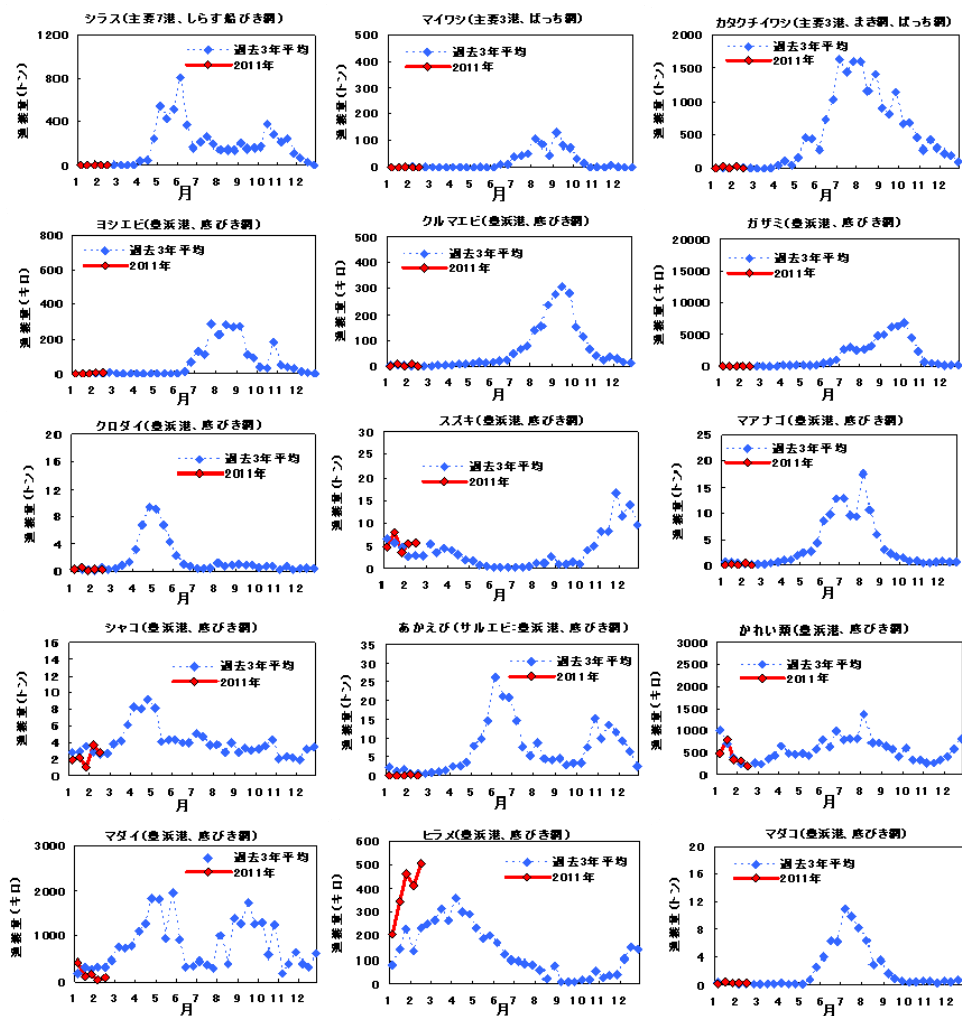 シラス(主要7港、しらす船びき網)
漁獲量(トン)
1200
800
400
0
過去3年平均
2011年
1 2 3 4 5 6 7 8 9 10 11 12
月
マイワシ(主要3港、ばっち網)
漁獲量(トン)
500
400
300
200
100
0
過去3年平均
2011年
1 2 3 4 5 6 7 8 9 10 11 12
月
カタクチイワシ(主要3港、まき網、ばっち網)
漁獲量(トン)
2000
1500
1000
500
0
過去3年平均
2011年
1 2 3 4 5 6 7 8 9 10 11 12
月
ヨシエビ(豊浜港、底びき網)
漁獲量(キロ)
800
600
400
200
0
過去3年平均
2011年
1 2 3 4 5 6 7 8 9 10 11 12
月
クルマエビ(豊浜港、底びき網)
漁獲量(キロ)
500
400
300
200
100
0
過去3年平均
2011年
1 2 3 4 5 6 7 8 9 10 11 12
月
ガザミ(豊浜港、底びき網)
漁獲量(キロ)
20000
15000
10000
5000
0
過去3年平均
2011年
1 2 3 4 5 6 7 8 9 10 11 12
月
クロダイ(豊浜港、底びき網)
漁獲量(トン)
20
16
12
8
4
0
過去3年平均
2011年
1 2 3 4 5 6 7 8 9 10 11 12
月
スズキ(豊浜港、底びき網)
漁獲量(トン)
30
25
20
15
10
5
0
過去3年平均
2011年
1 2 3 4 5 6 7 8 9 10 11 12
月
マアナゴ(豊浜港、底びき網)
漁獲量(トン)
25
20
15
10
5
0
過去3年平均
2011年
1 2 3 4 5 6 7 8 9 10 11 12
月
シャコ(豊浜港、底びき網)
漁獲量(トン)
16
14
12
10
8
6
4
2
0
過去3年平均
2011年
1 2 3 4 5 6 7 8 9 10 11 12
月
あかえび(サルエビ:豊浜港、底びき網)
漁獲量(トン)
35
30
25
20
15
10
5
0
過去3年平均
2011年
1 2 3 4 5 6 7 8 9 10 11 12
月
かれい類(豊浜港、底びき網)
漁獲量(キロ)
3000
2500
2000
1500
1000
500
0
過去3年平均
2011年
1 2 3 4 5 6 7 8 9 10 11 12
月
マダイ(豊浜港、底びき網)
漁獲量(キロ)
3000
2000
1000
0
過去3年平均
2011年
1 2 3 4 5 6 7 8 9 10 11 12
月
ヒラメ(豊浜港、底びき網)
漁獲量(キロ)
600
500
400
300
200
100
0
過去3年平均
2011年
1 2 3 4 5 6 7 8 9 10 11 12
月
マダコ(豊浜港、底びき網)
漁獲量(トン)
20
16
12
8
4
0
過去3年平均
2011年
1 2 3 4 5 6 7 8 9 10 11 12
月